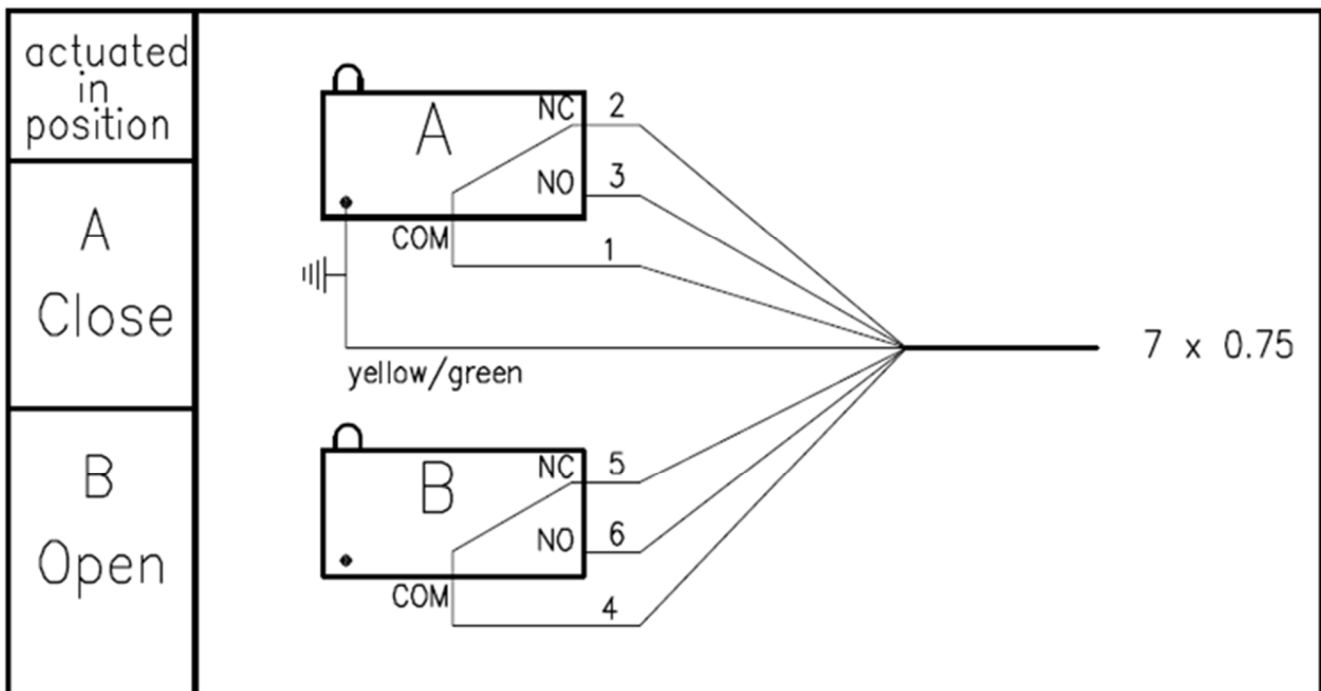 actuated
in
position
A
Close
B
Open
A
NC 2
NO 3
COM 1
yellow/green
7 x 0.75
B
NC 5
NO 6
COM 4